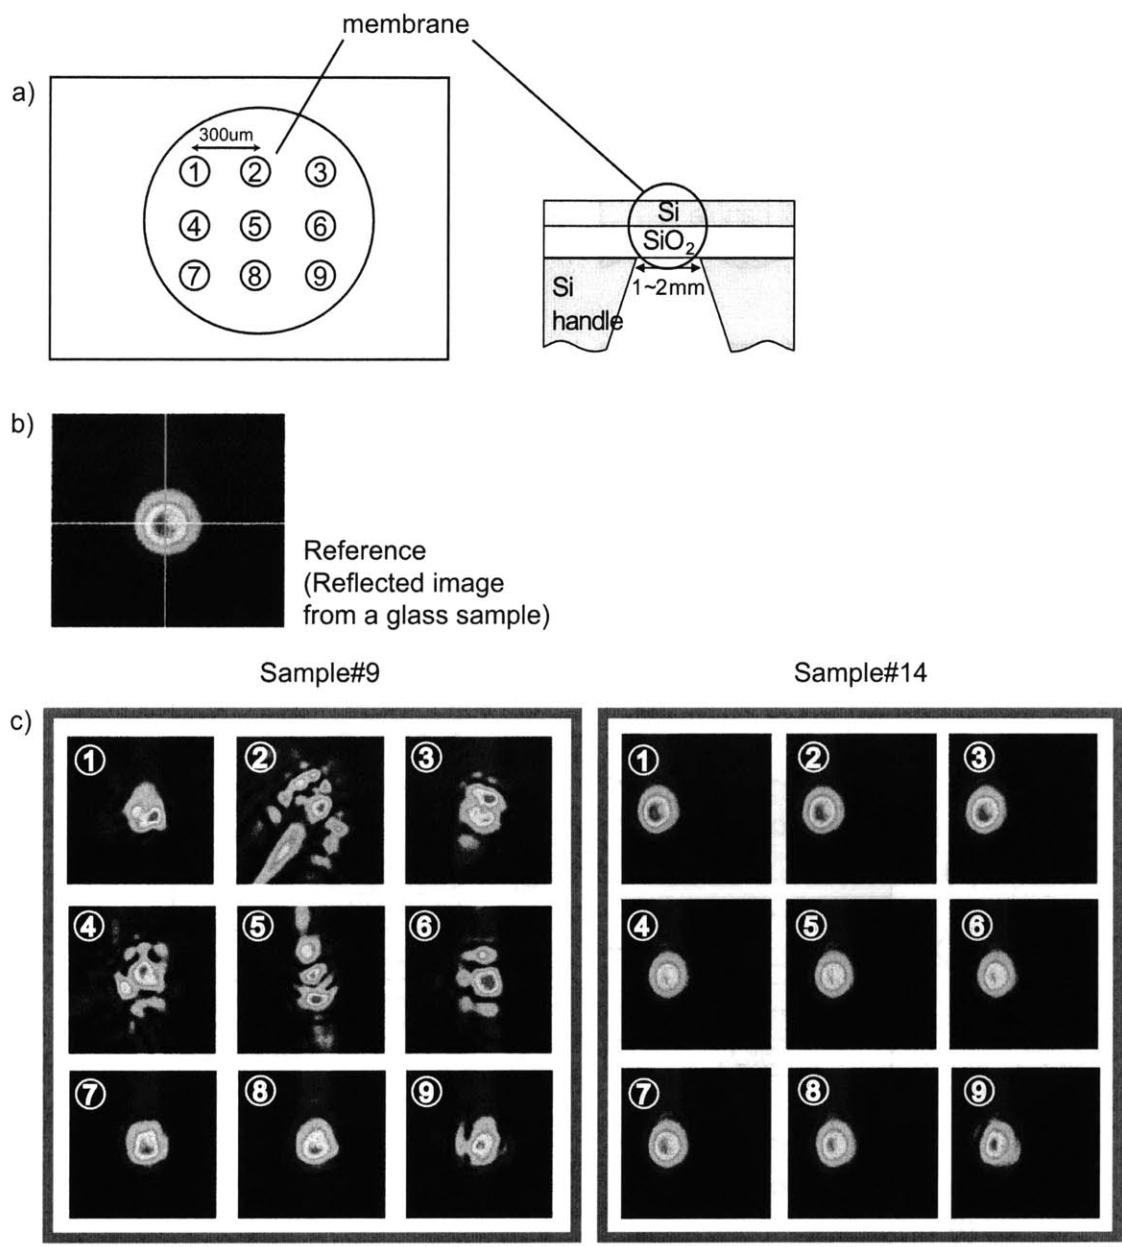 membrane
a)
300um
① ② ③
④ ⑤ ⑥
⑦ ⑧ ⑨
Si
SiO₂
1~2mm
Si
handle
b)
Reference
(Reflected image
from a glass sample)
Sample#9
Sample#14
c)
① ② ③
④ ⑤ ⑥
⑦ ⑧ ⑨
① ② ③
④ ⑤ ⑥
⑦ ⑧ ⑨